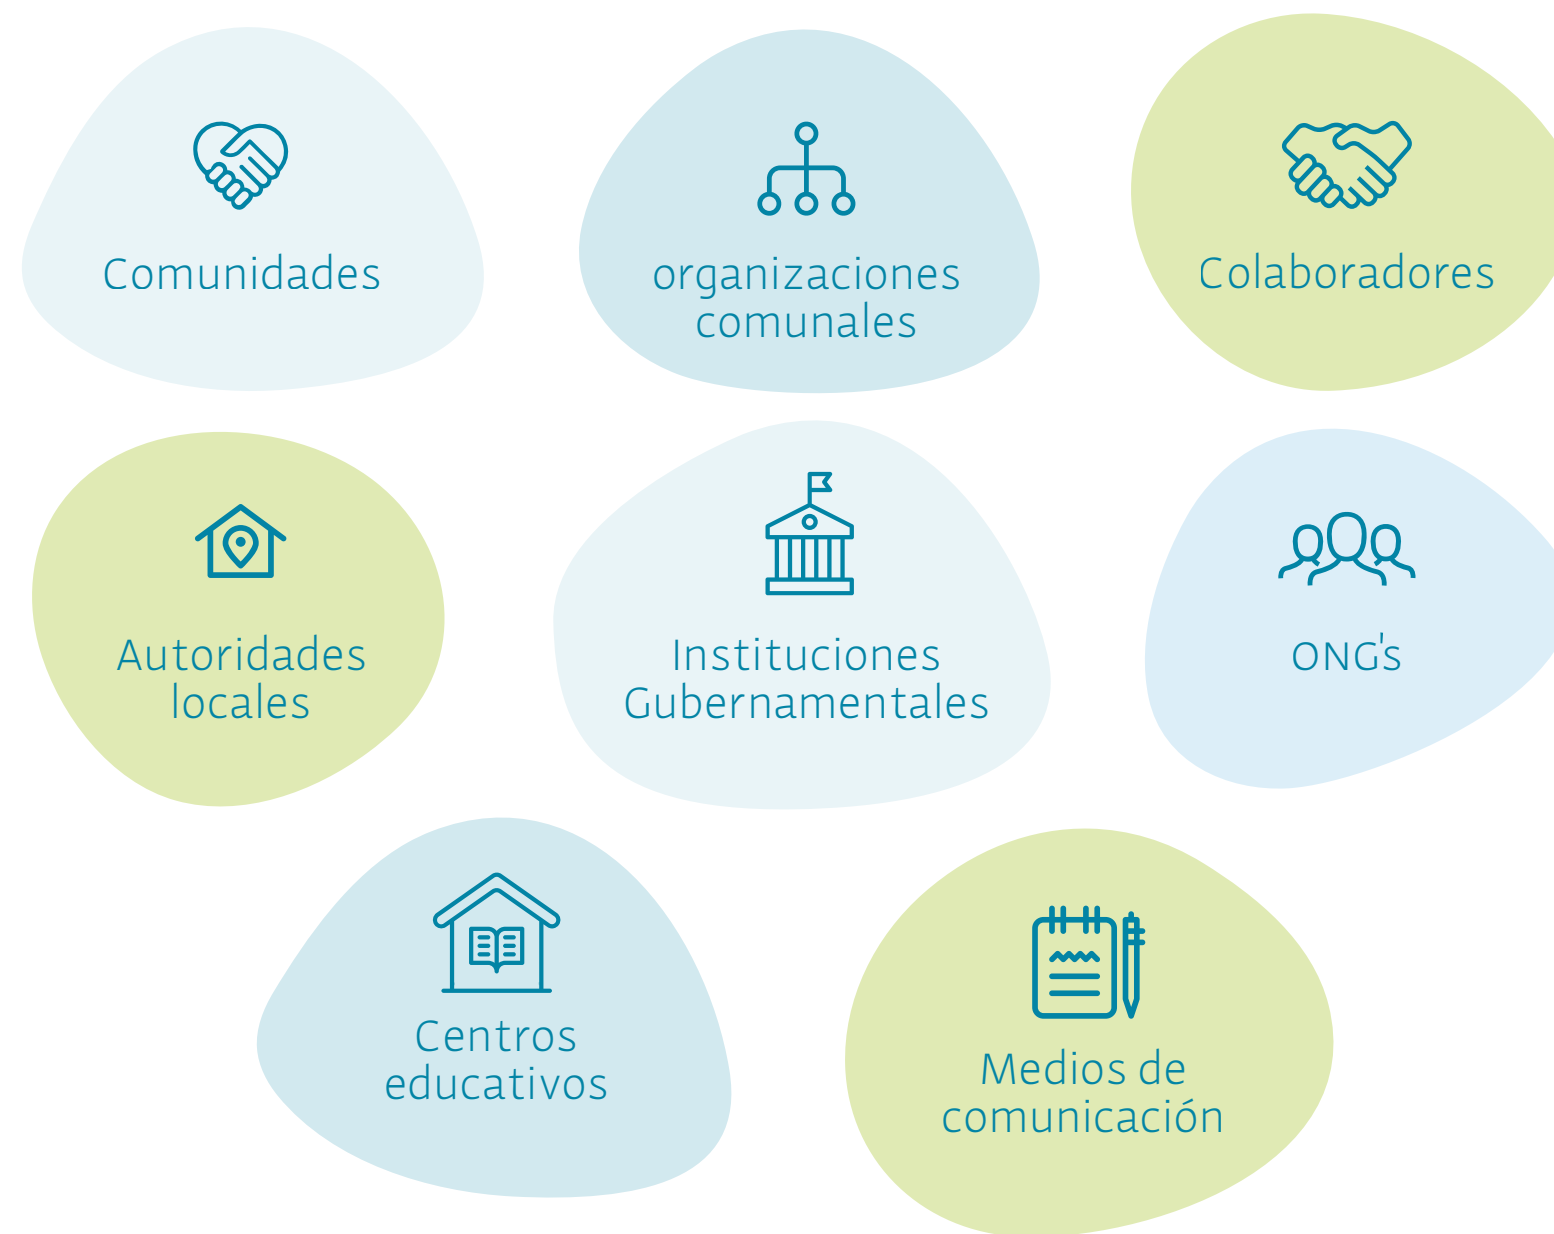 Comunidades
organizaciones
comunales
Colaboradores
Autoridades
locales
Instituciones
Gubernamentales
ONG's
Centros
educativos
Medios de
comunicación